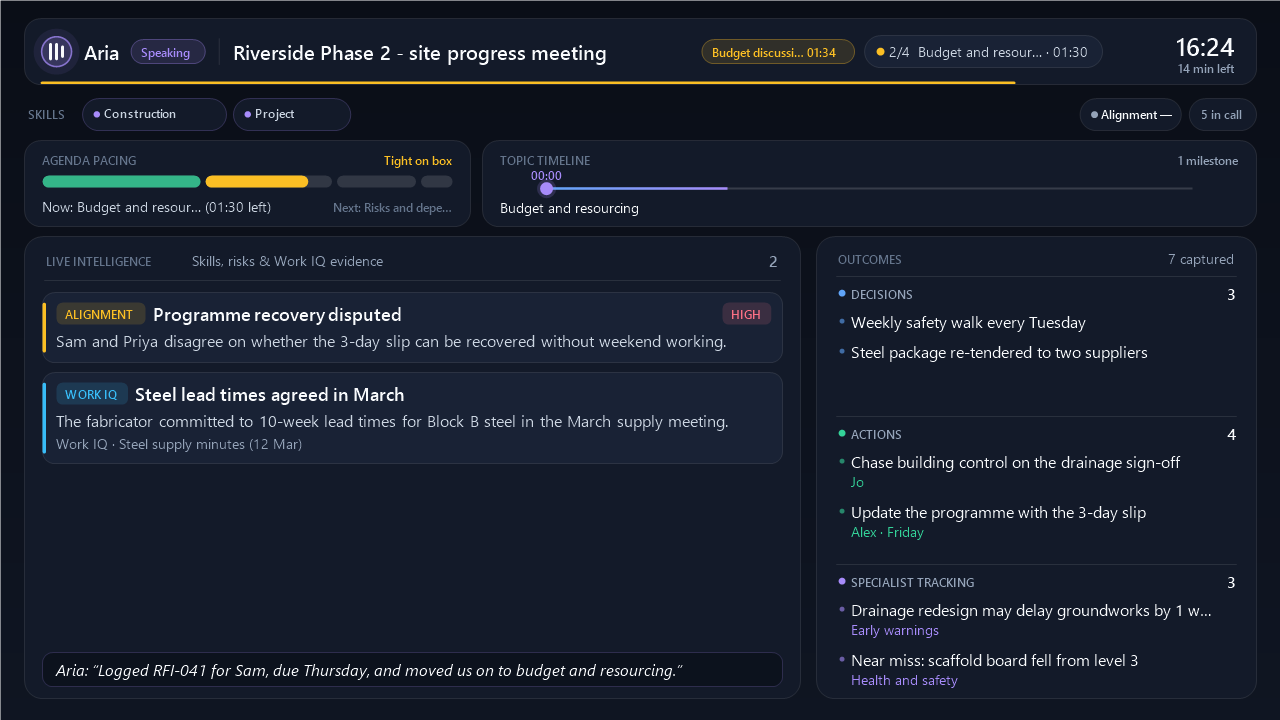 Aria
Speaking
Riverside Phase 2 - site progress meeting
Budget discussi... 01:34
2/4 Budget and resour... · 01:30
16:24
14 min left
SKILLS
Construction
Project
Alignment —
5 in call
AGENDA PACING
Tight on box
Now: Budget and resour... (01:30 left)
Next: Risks and depe...
TOPIC TIMELINE
1 milestone
00:00
Budget and resourcing
LIVE INTELLIGENCE
Skills, risks & Work IQ evidence
2
ALIGNMENT
Programme recovery disputed
HIGH
Sam and Priya disagree on whether the 3-day slip can be recovered without weekend working.
WORK IQ
Steel lead times agreed in March
The fabricator committed to 10-week lead times for Block B steel in the March supply meeting.
Work IQ · Steel supply minutes (12 Mar)
Aria: “Logged RFI-041 for Sam, due Thursday, and moved us on to budget and resourcing.”
OUTCOMES
7 captured
DECISIONS
3
Weekly safety walk every Tuesday
Steel package re-tendered to two suppliers
ACTIONS
4
Chase building control on the drainage sign-off
Jo
Update the programme with the 3-day slip
Alex · Friday
SPECIALIST TRACKING
3
Drainage redesign may delay groundworks by 1 w...
Early warnings
Near miss: scaffold board fell from level 3
Health and safety